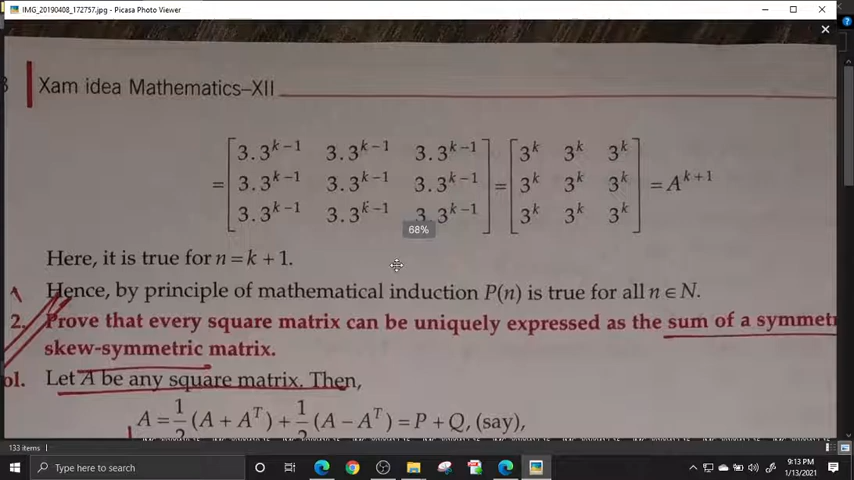 IMG_20190408_172757.jpg - Picasa Photo Viewer
Xam idea Mathematics–XII
= [3.3^{k–1} 3.3^{k–1} 3.3^{k–1}] = [3^k 3^k 3^k] = A^{k+1}
[3.3^{k–1} 3.3^{k–1} 3.3^{k–1}] [3^k 3^k 3^k]
[3.3^{k–1} 3.3^{k–1} 3.3^{k–1}] [3^k 3^k 3^k]
68%
Here, it is true for n = k + 1.
Hence, by principle of mathematical induction P(n) is true for all n ∈ N.
2. Prove that every square matrix can be uniquely expressed as the sum of a symmet
skew-symmetric matrix.
ol. Let A be any square matrix. Then,
A = 1/2 (A + A^T) + 1/2 (A – A^T) = P + Q, (say),
133 items
Type here to search
9:13 PM
1/13/2021